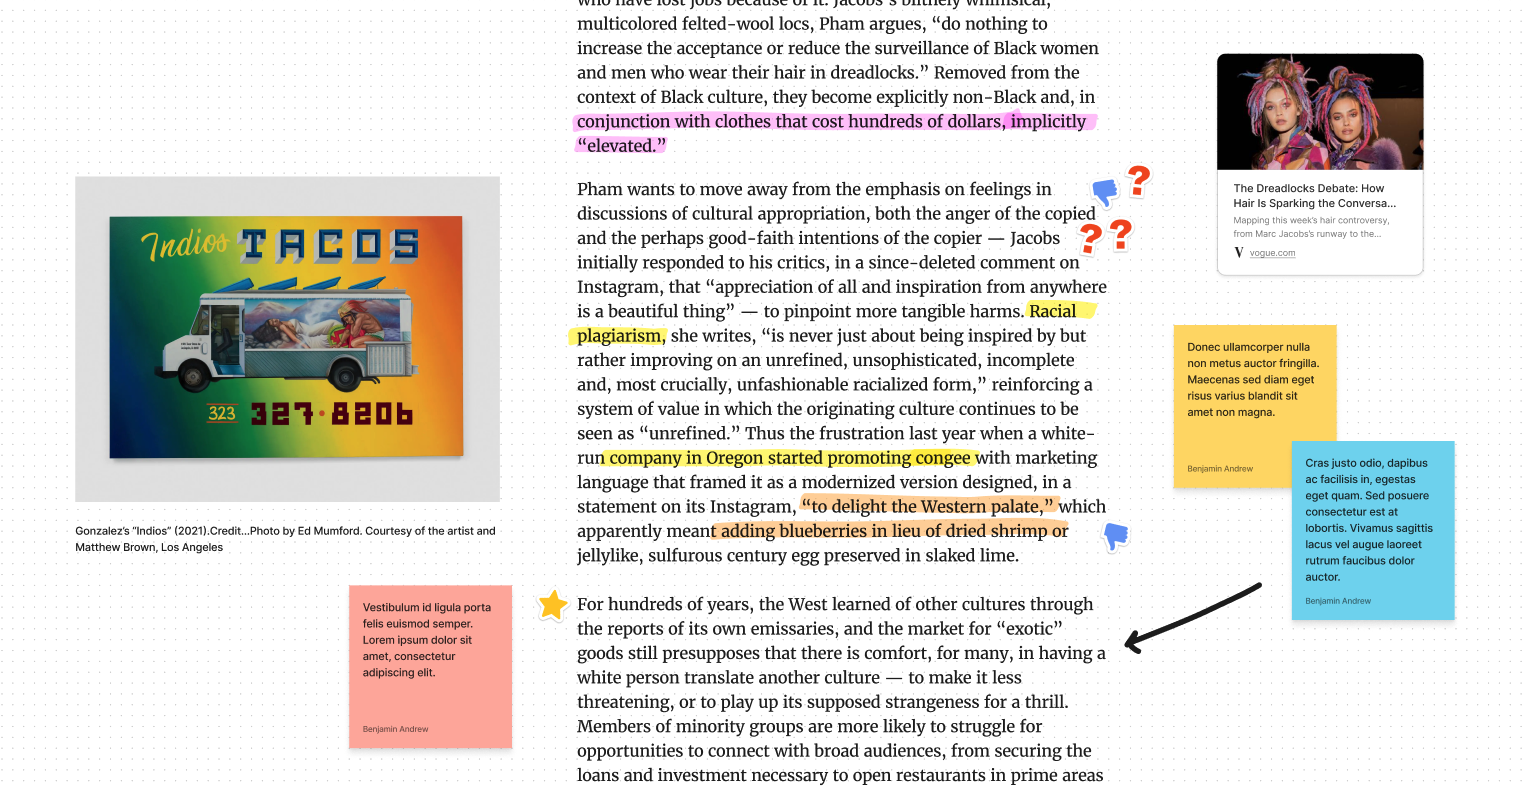 who have lost jobs because of it. Jacobs’s blithely whimsical,
multicolored felted-wool locs, Pham argues, “do nothing to
increase the acceptance or reduce the surveillance of Black women
and men who wear their hair in dreadlocks.” Removed from the
context of Black culture, they become explicitly non-Black and, in
conjunction with clothes that cost hundreds of dollars, implicitly
“elevated.”
Pham wants to move away from the emphasis on feelings in
discussions of cultural appropriation, both the anger of the copied
and the perhaps good-faith intentions of the copier — Jacobs
initially responded to his critics, in a since-deleted comment on
Instagram, that “appreciation of all and inspiration from anywhere
is a beautiful thing” — to pinpoint more tangible harms. Racial
plagiarism, she writes, “is never just about being inspired by but
rather improving on an unrefined, unsophisticated, incomplete
and, most crucially, unfashionable racialized form,” reinforcing a
system of value in which the originating culture continues to be
seen as “unrefined.” Thus the frustration last year when a white-
run company in Oregon started promoting congee with marketing
language that framed it as a modernized version designed, in a
statement on its Instagram, “to delight the Western palate,” which
apparently meant adding blueberries in lieu of dried shrimp or
jellylike, sulfurous century egg preserved in slaked lime.
For hundreds of years, the West learned of other cultures through
the reports of its own emissaries, and the market for “exotic”
goods still presupposes that there is comfort, for many, in having a
white person translate another culture — to make it less
threatening, or to play up its supposed strangeness for a thrill.
Members of minority groups are more likely to struggle for
opportunities to connect with broad audiences, from securing the
loans and investment necessary to open restaurants in prime areas
?
? ?
Indios TACOS
323 327·8206
Gonzalez’s “Indios” (2021).Credit...Photo by Ed Mumford. Courtesy of the artist and
Matthew Brown, Los Angeles
Vestibulum id ligula porta
felis euismod semper.
Lorem ipsum dolor sit
amet, consectetur
adipiscing elit.
Benjamin Andrew
The Dreadlocks Debate: How
Hair Is Sparking the Conversa...
Mapping this week’s hair controversy,
from Marc Jacobs’s runway to the...
V vogue.com
Donec ullamcorper nulla
non metus auctor fringilla.
Maecenas sed diam eget
risus varius blandit sit
amet non magna.
Benjamin Andrew
Cras justo odio, dapibus
ac facilisis in, egestas
eget quam. Sed posuere
consectetur est at
lobortis. Vivamus sagittis
lacus vel augue laoreet
rutrum faucibus dolor
auctor.
Benjamin Andrew